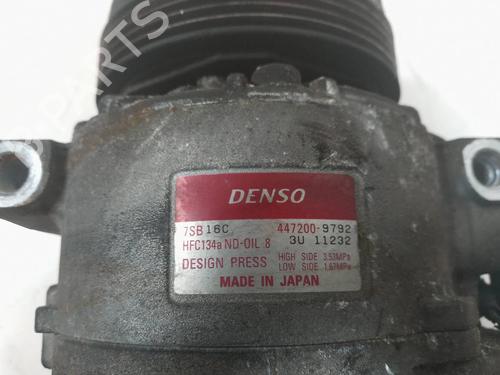 B-PARTS
DENSO
7SB16C 447200-9792
HFC134a ND-OIL 8 3U 11232
DESIGN PRESS HIGH SIDE 3.53MPa
LOW SIDE 1.67MPa
MADE IN JAPAN